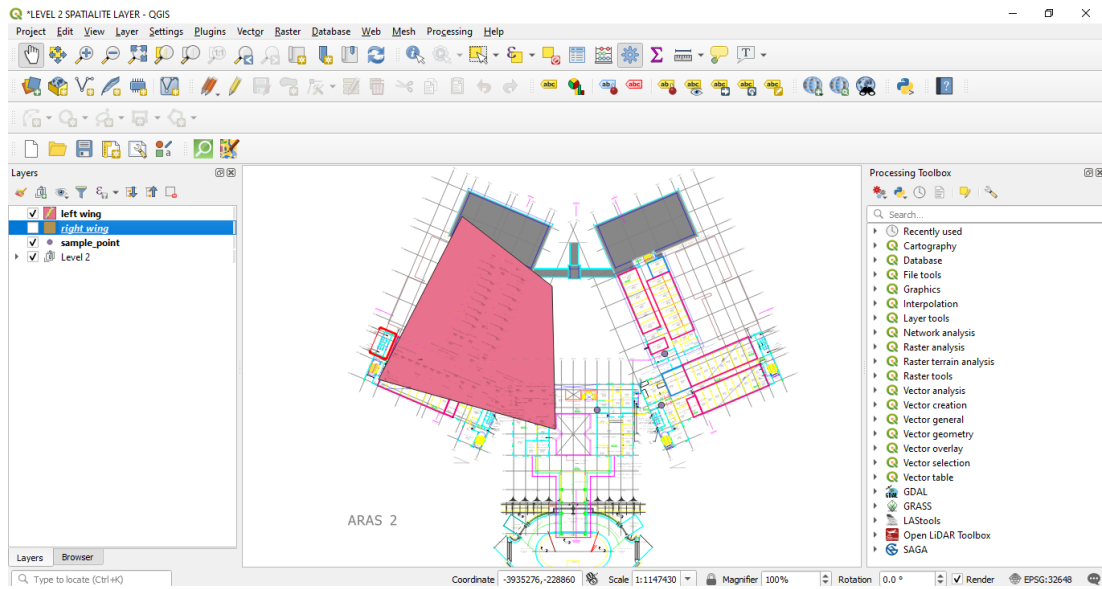 *LEVEL 2 SPATIALITE LAYER - QGIS
Project Edit View Layer Settings Plugins Vector Raster Database Web Mesh Processing Help
Layers
left wing
right wing
sample_point
Level 2
Layers Browser
ARAS 2
Processing Toolbox
Search...
Recently used
Cartography
Database
File tools
Graphics
Interpolation
Layer tools
Network analysis
Raster analysis
Raster terrain analysis
Raster tools
Vector analysis
Vector creation
Vector general
Vector geometry
Vector overlay
Vector selection
Vector table
GDAL
GRASS
LAStools
Open LiDAR Toolbox
SAGA
Type to locate (Ctrl+K) Coordinate -3935276,-228860 Scale 1:1147430 Magnifier 100% Rotation 0.0 ° Render EPSG:32648